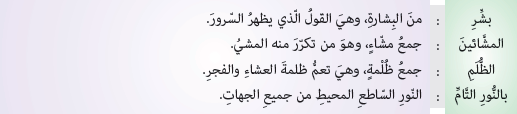 بشِّرِ : منَ البِشارةِ، وهيَ القولُ الّذي يظهرُ السّرورَ.
المشَّائينَ : جمعُ مشّاءٍ، وهوَ من تكرّرَ منه المشيُ.
الظُّلَمِ : جمعُ ظُلْمةٍ، وهيَ تعمُّ ظلمةَ العشاءِ والفجرِ.
بالنُّورِ التَّامِّ : النّورِ السّاطعِ المحيطِ من جميعِ الجهاتِ.